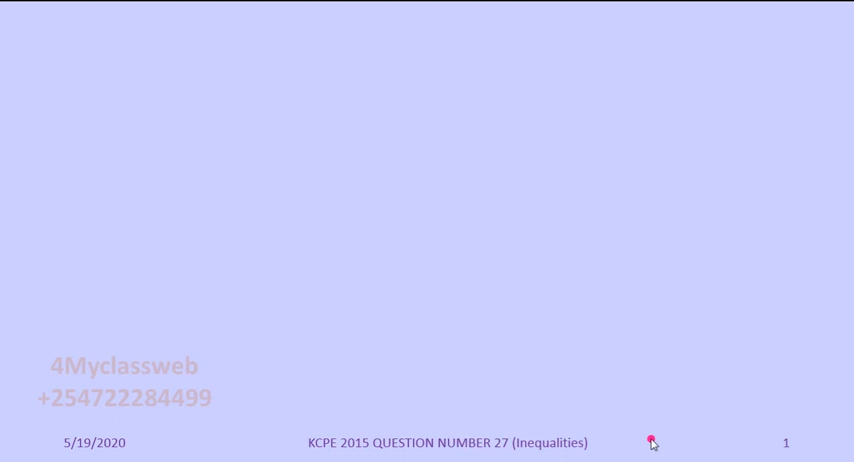 4Myclassweb
+254722284499
5/19/2020 KCPE 2015 QUESTION NUMBER 27 (Inequalities) 1